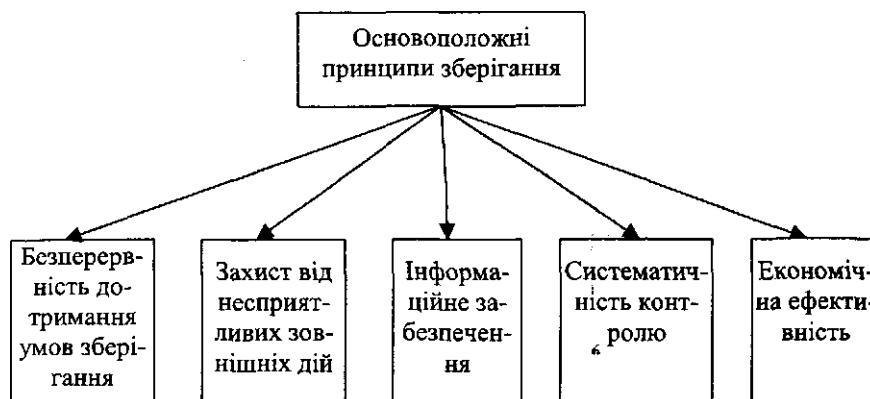 Основоположні
принципи зберігання
Безперерв-
ність до-
тримання
умов збері-
гання
Захист від
несприят-
ливих зов-
нішніх дій
Інформа-
ційне за-
безпечен-
ня
Систематич-
ність конт-
ролю
Економіч-
на ефекти-
вність